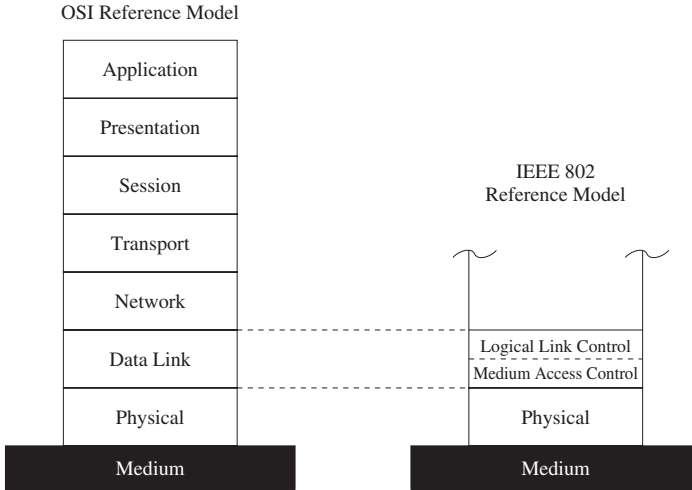 OSI Reference Model
Application
Presentation
Session
Transport
Network
Data Link
Physical
Medium
IEEE 802
Reference Model
Logical Link Control
Medium Access Control
Physical
Medium